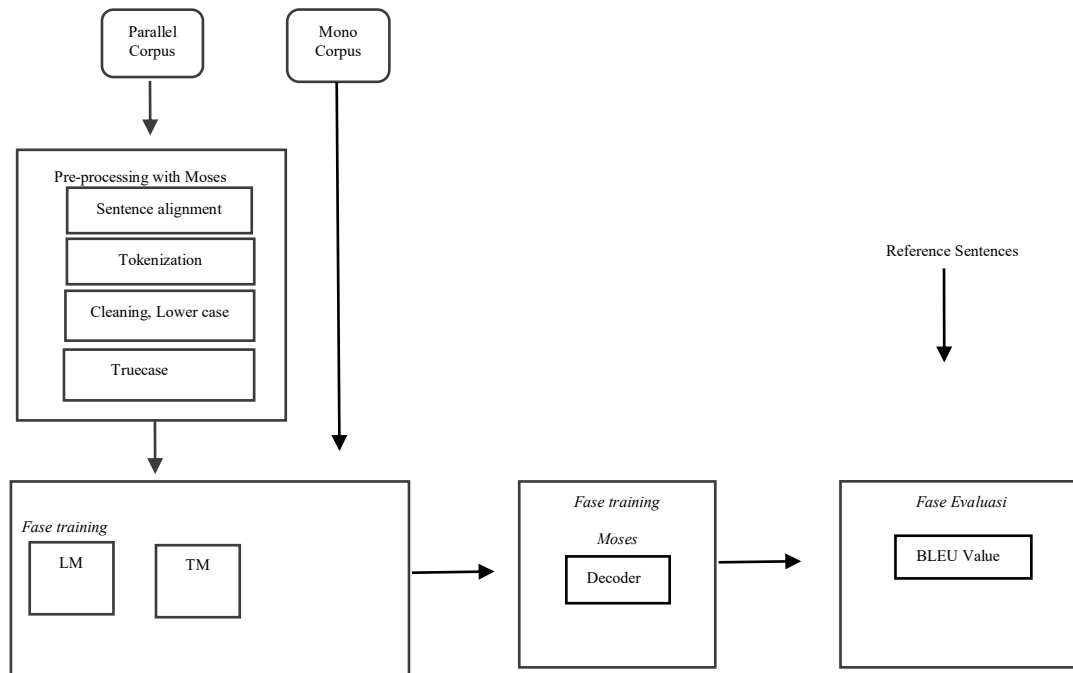 Parallel
Corpus
Mono
Corpus
Pre-processing with Moses
Sentence alignment
Tokenization
Cleaning, Lower case
Truecase
Reference Sentences
Fase training
LM
TM
Fase training
Moses
Decoder
Fase Evaluasi
BLEU Value